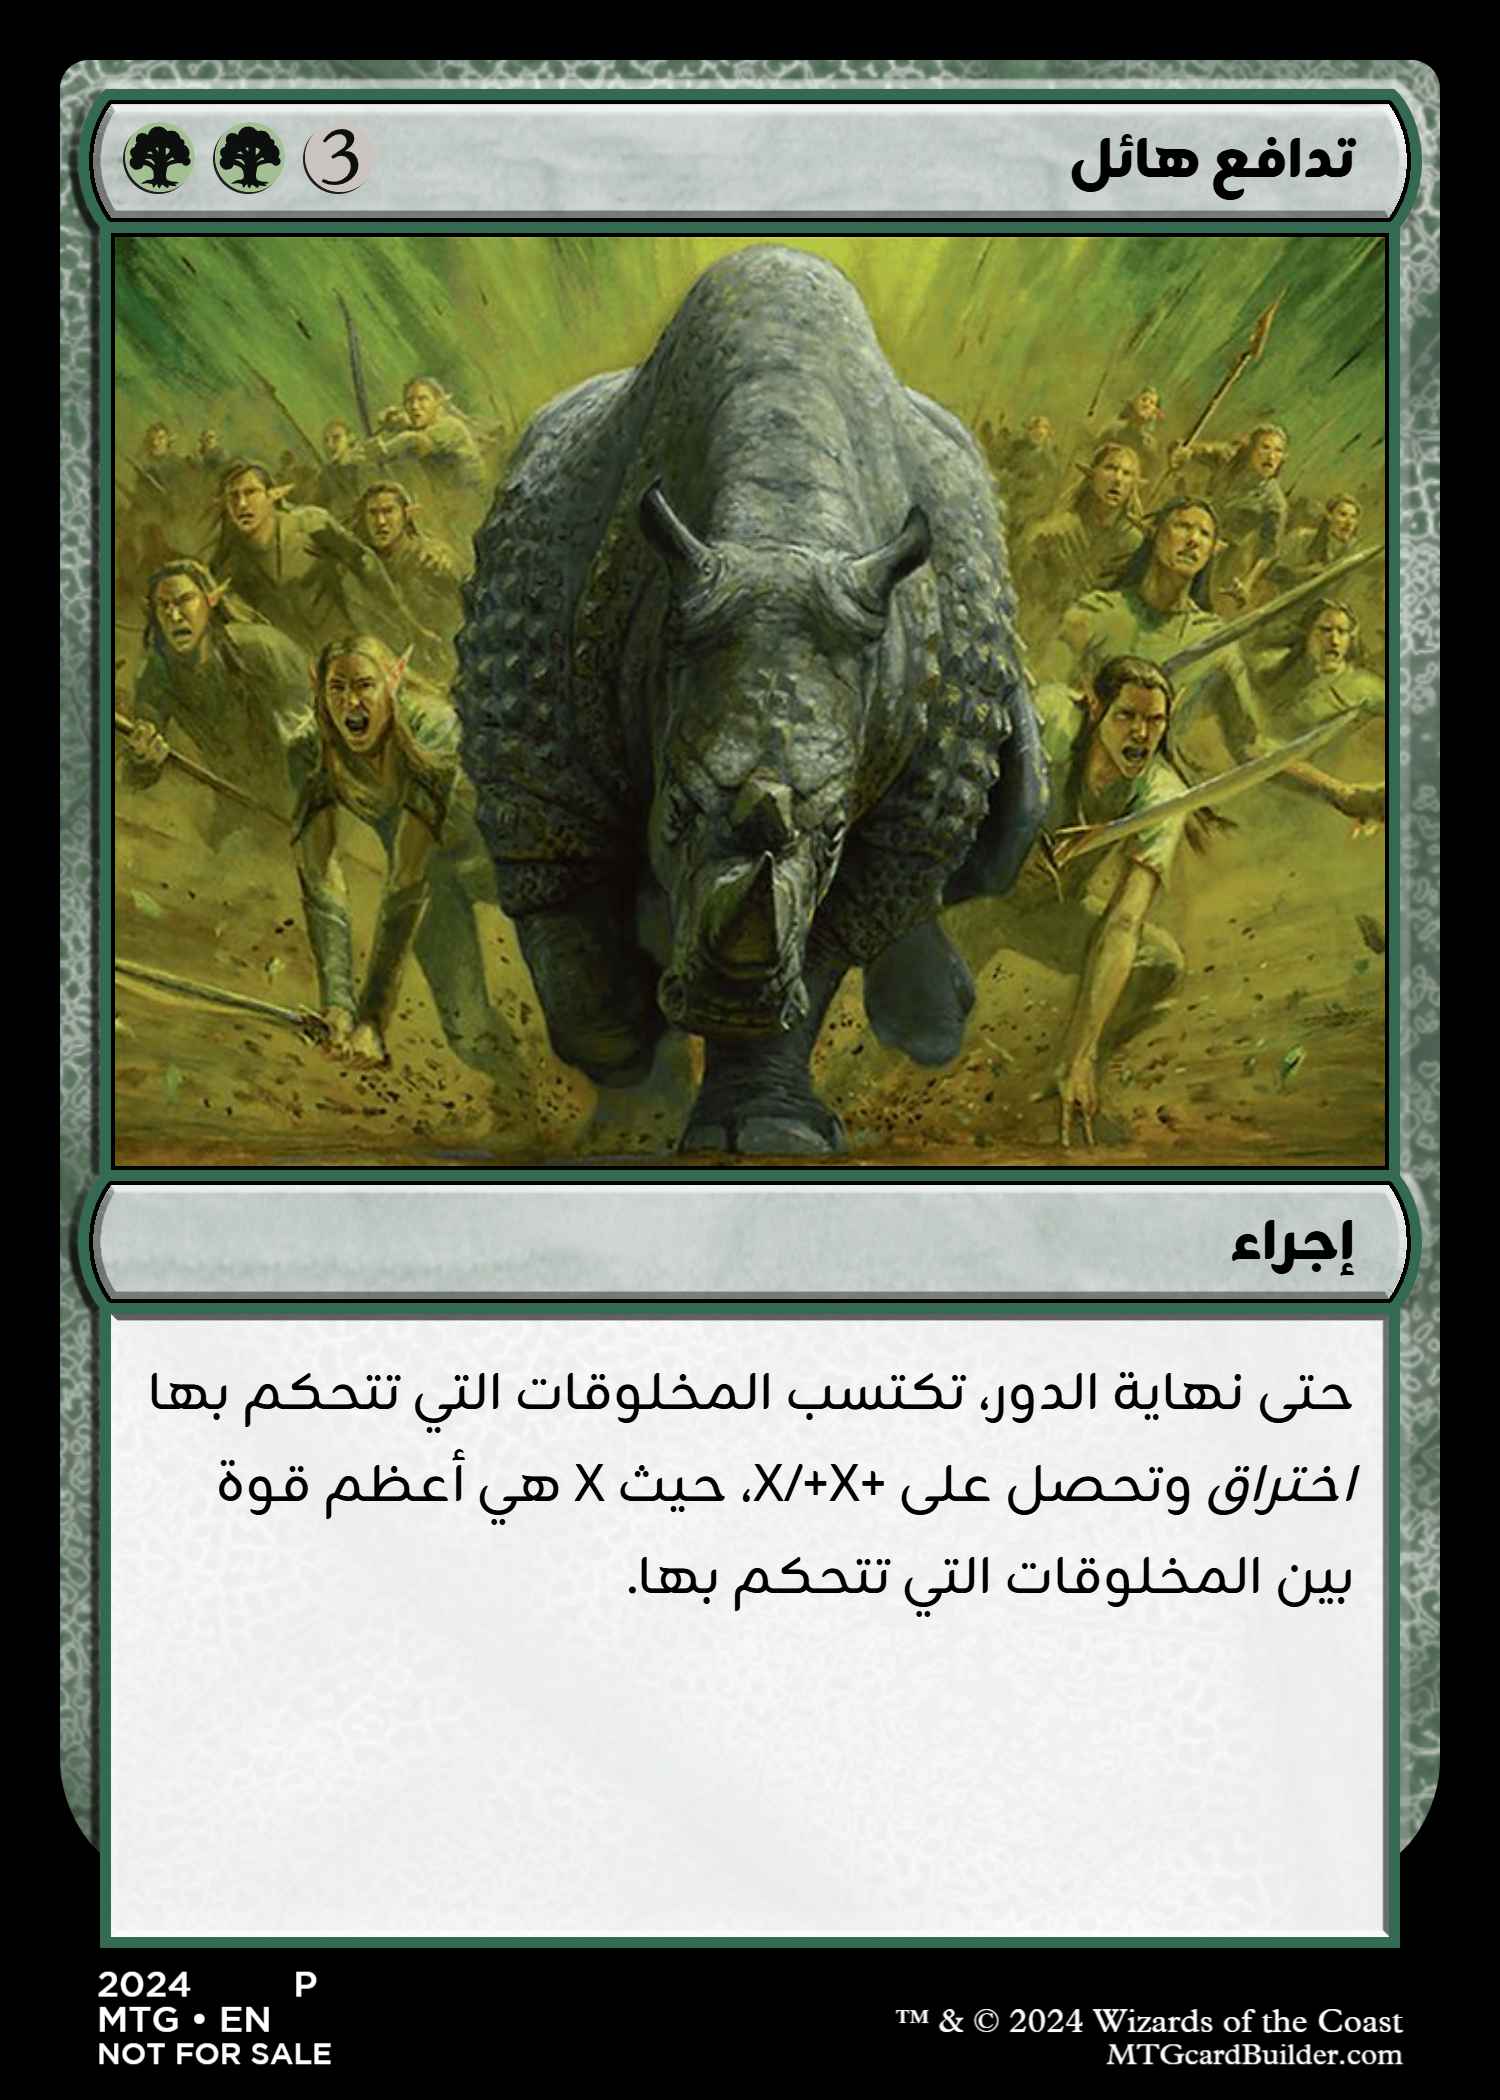 تدافع هائل
3
إجراء
حتى نهاية الدور، تكتسب المخلوقات التي تتحكم بها
اختراق وتحصل على +X/+X، حيث X هي أعظم قوة
بين المخلوقات التي تتحكم بها.
2024 P
MTG • EN
NOT FOR SALE
™ & © 2024 Wizards of the Coast
MTGcardBuilder.com